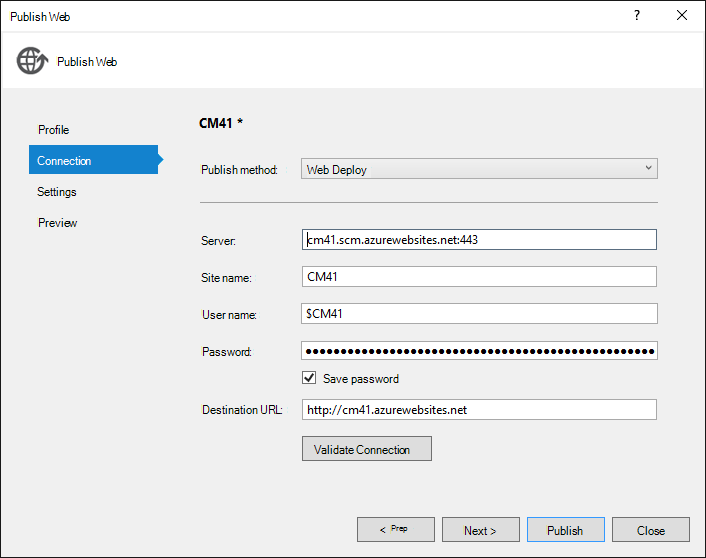 Publish Web
?
Publish Web
Profile
Connection
Settings
Preview
CM41 *
Publish method: Web Deploy
Server: cm41.scm.azurewebsites.net:443
Site name: CM41
User name: $CM41
Password: ●●●●●●●●●●●●●●●●●●●●●●●●●●●●●●●●●●●●●●●●●●●●●●●●●●
Save password
Destination URL: http://cm41.azurewebsites.net
Validate Connection
< Prep Next > Publish Close